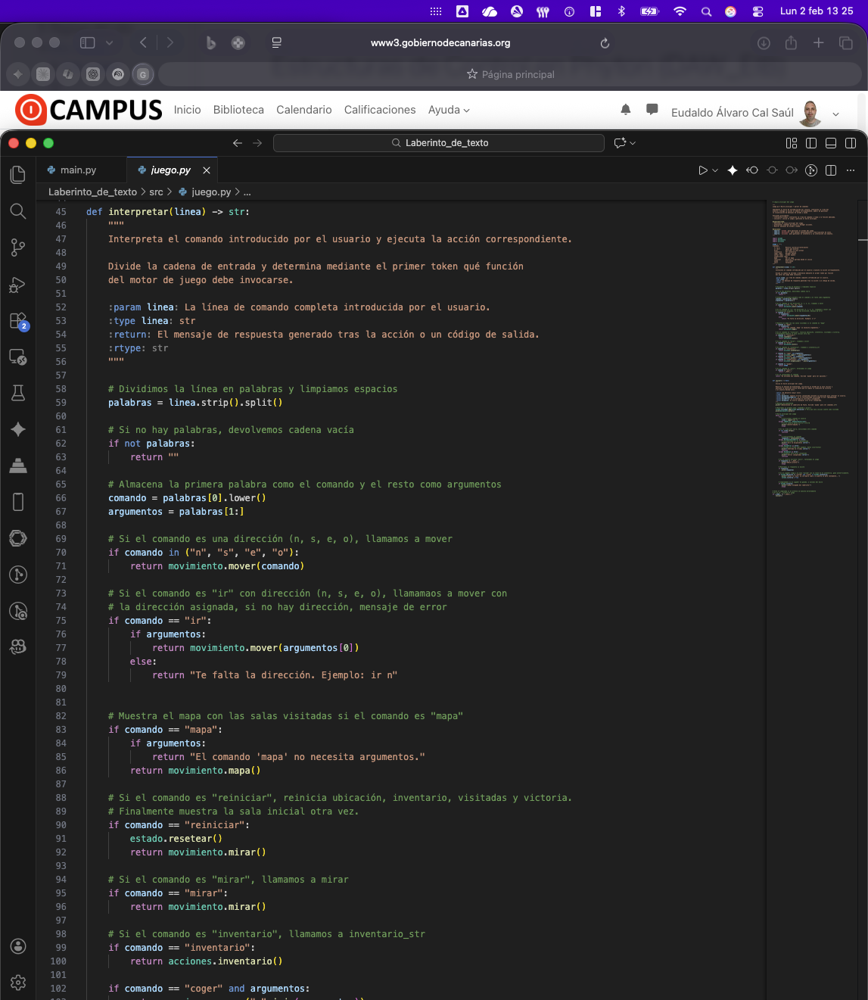 Lun 2 feb 13 25
www3.gobiernodecanarias.org
G
Página principal
CAMPUS
Inicio Biblioteca Calendario Calificaciones Ayuda
Eudaldo Álvaro Cal Saúl
Laberinto_de_texto
main.py juego.py
Laberinto_de_texto > src > juego.py > ...
45 def interpretar(linea) -> str:
46 """
47 Interpreta el comando introducido por el usuario y ejecuta la acción correspondiente.
48
49 Divide la cadena de entrada y determina mediante el primer token qué función
50 del motor de juego debe invocarse.
51
52 :param linea: La línea de comando completa introducida por el usuario.
53 :type linea: str
54 :return: El mensaje de respuesta generado tras la acción o un código de salida.
55 :rtype: str
56 """
57
58 # Dividimos la línea en palabras y limpiamos espacios
59 palabras = linea.strip().split()
60
61 # Si no hay palabras, devolvemos cadena vacía
62 if not palabras:
63 return ""
64
65 # Almacena la primera palabra como el comando y el resto como argumentos
66 comando = palabras[0].lower()
67 argumentos = palabras[1:]
68
69 # Si el comando es una dirección (n, s, e, o), llamamos a mover
70 if comando in ("n", "s", "e", "o"):
71 return movimiento.mover(comando)
72
73 # Si el comando es "ir" con dirección (n, s, e, o), llamamaos a mover con
74 # la dirección asignada, si no hay dirección, mensaje de error
75 if comando == "ir":
76 if argumentos:
77 return movimiento.mover(argumentos[0])
78 else:
79 return "Te falta la dirección. Ejemplo: ir n"
80
81
82 # Muestra el mapa con las salas visitadas si el comando es "mapa"
83 if comando == "mapa":
84 if argumentos:
85 return "El comando 'mapa' no necesita argumentos."
86 return movimiento.mapa()
87
88 # Si el comando es "reiniciar", reinicia ubicación, inventario, visitadas y victoria.
89 # Finalmente muestra la sala inicial otra vez.
90 if comando == "reiniciar":
91 estado.resetear()
92 return movimiento.mirar()
93
94 # Si el comando es "mirar", llamamos a mirar
95 if comando == "mirar":
96 return movimiento.mirar()
97
98 # Si el comando es "inventario", llamamos a inventario_str
99 if comando == "inventario":
100 return acciones.inventario()
101
102 if comando == "coger" and argumentos:
2